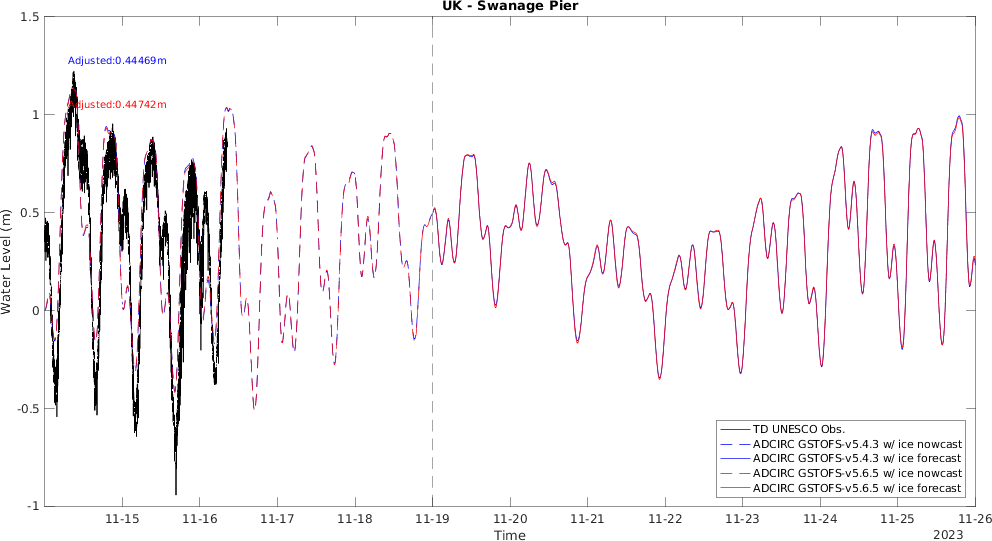 UK - Swanage Pier
1.5
1
0.5
0
-0.5
-1
Water Level (m)
Adjusted:0.44469m
Adjusted:0.44742m
TD UNESCO Obs.
ADCIRC GSTOFS-v5.4.3 w/ ice nowcast
ADCIRC GSTOFS-v5.4.3 w/ ice forecast
ADCIRC GSTOFS-v5.6.5 w/ ice nowcast
ADCIRC GSTOFS-v5.6.5 w/ ice forecast
11-15 11-16 11-17 11-18 11-19 11-20 11-21 11-22 11-23 11-24 11-25 11-26
Time
2023